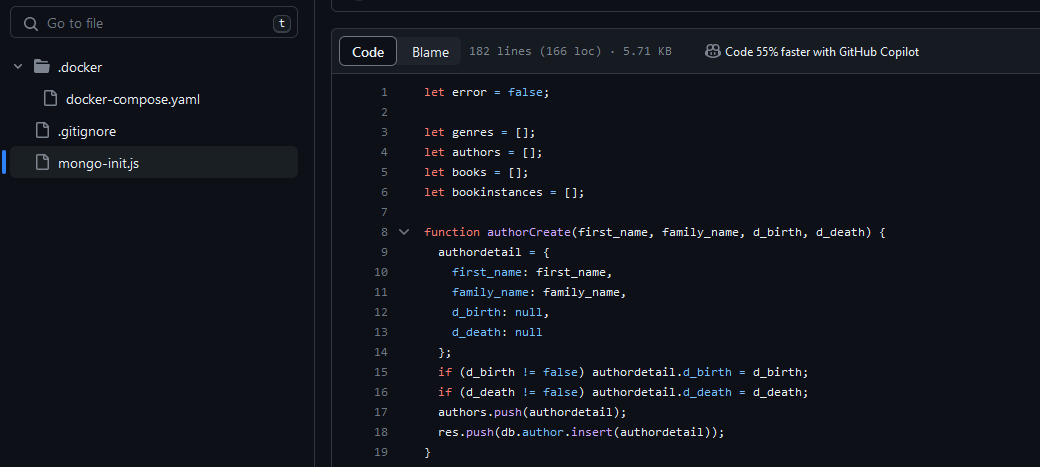 Go to file
t
.docker
docker-compose.yaml
.gitignore
mongo-init.js
Code Blame 182 lines (166 loc) · 5.71 KB Code 55% faster with GitHub Copilot
1 let error = false;
2
3 let genres = [];
4 let authors = [];
5 let books = [];
6 let bookinstances = [];
7
8 function authorCreate(first_name, family_name, d_birth, d_death) {
9 authordetail = {
10 first_name: first_name,
11 family_name: family_name,
12 d_birth: null,
13 d_death: null
14 };
15 if (d_birth != false) authordetail.d_birth = d_birth;
16 if (d_death != false) authordetail.d_death = d_death;
17 authors.push(authordetail);
18 res.push(db.author.insert(authordetail));
19 }